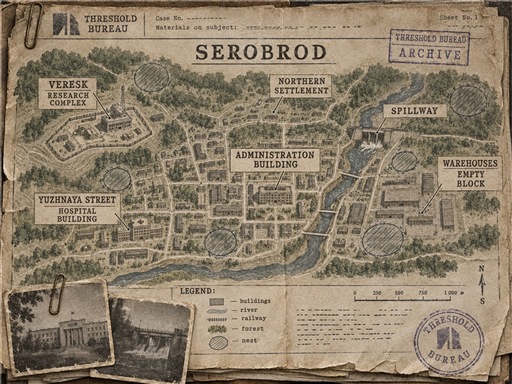 THRESHOLD
BUREAU
Case No.
Materials on subject:
Sheet No. 1
THRESHOLD BUREAU
ARCHIVE
SEROBROD
VERESK
RESEARCH
COMPLEX
NORTHERN
SETTLEMENT
SPILLWAY
ADMINISTRATION
BUILDING
WAREHOUSES
EMPTY
BLOCK
YUZHNAYA STREET
HOSPITAL
BUILDING
LEGEND:
— buildings
— river
— railway
— forest
— nest
0 250 500 750 1 000 м
N
S
THRESHOLD
BUREAU